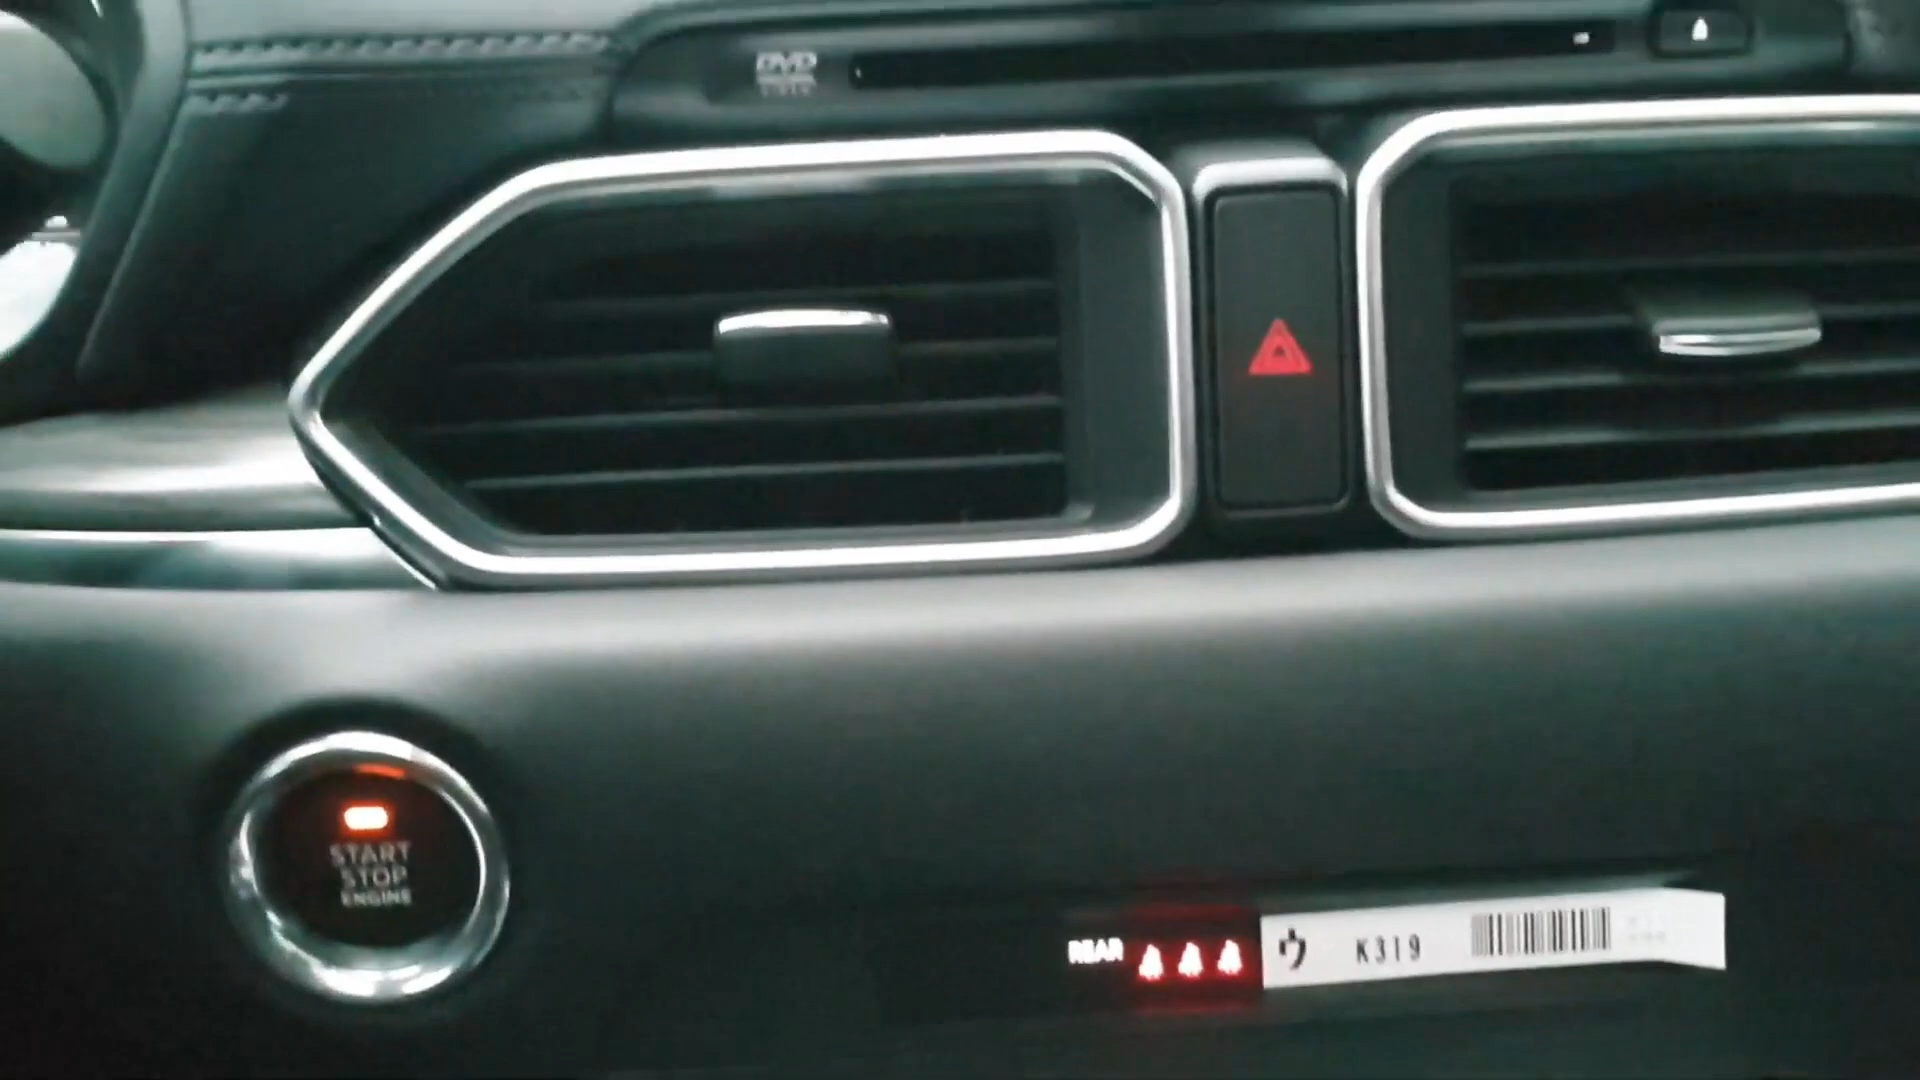 DVD
START
STOP
ENGINE
REAR
ウ K319